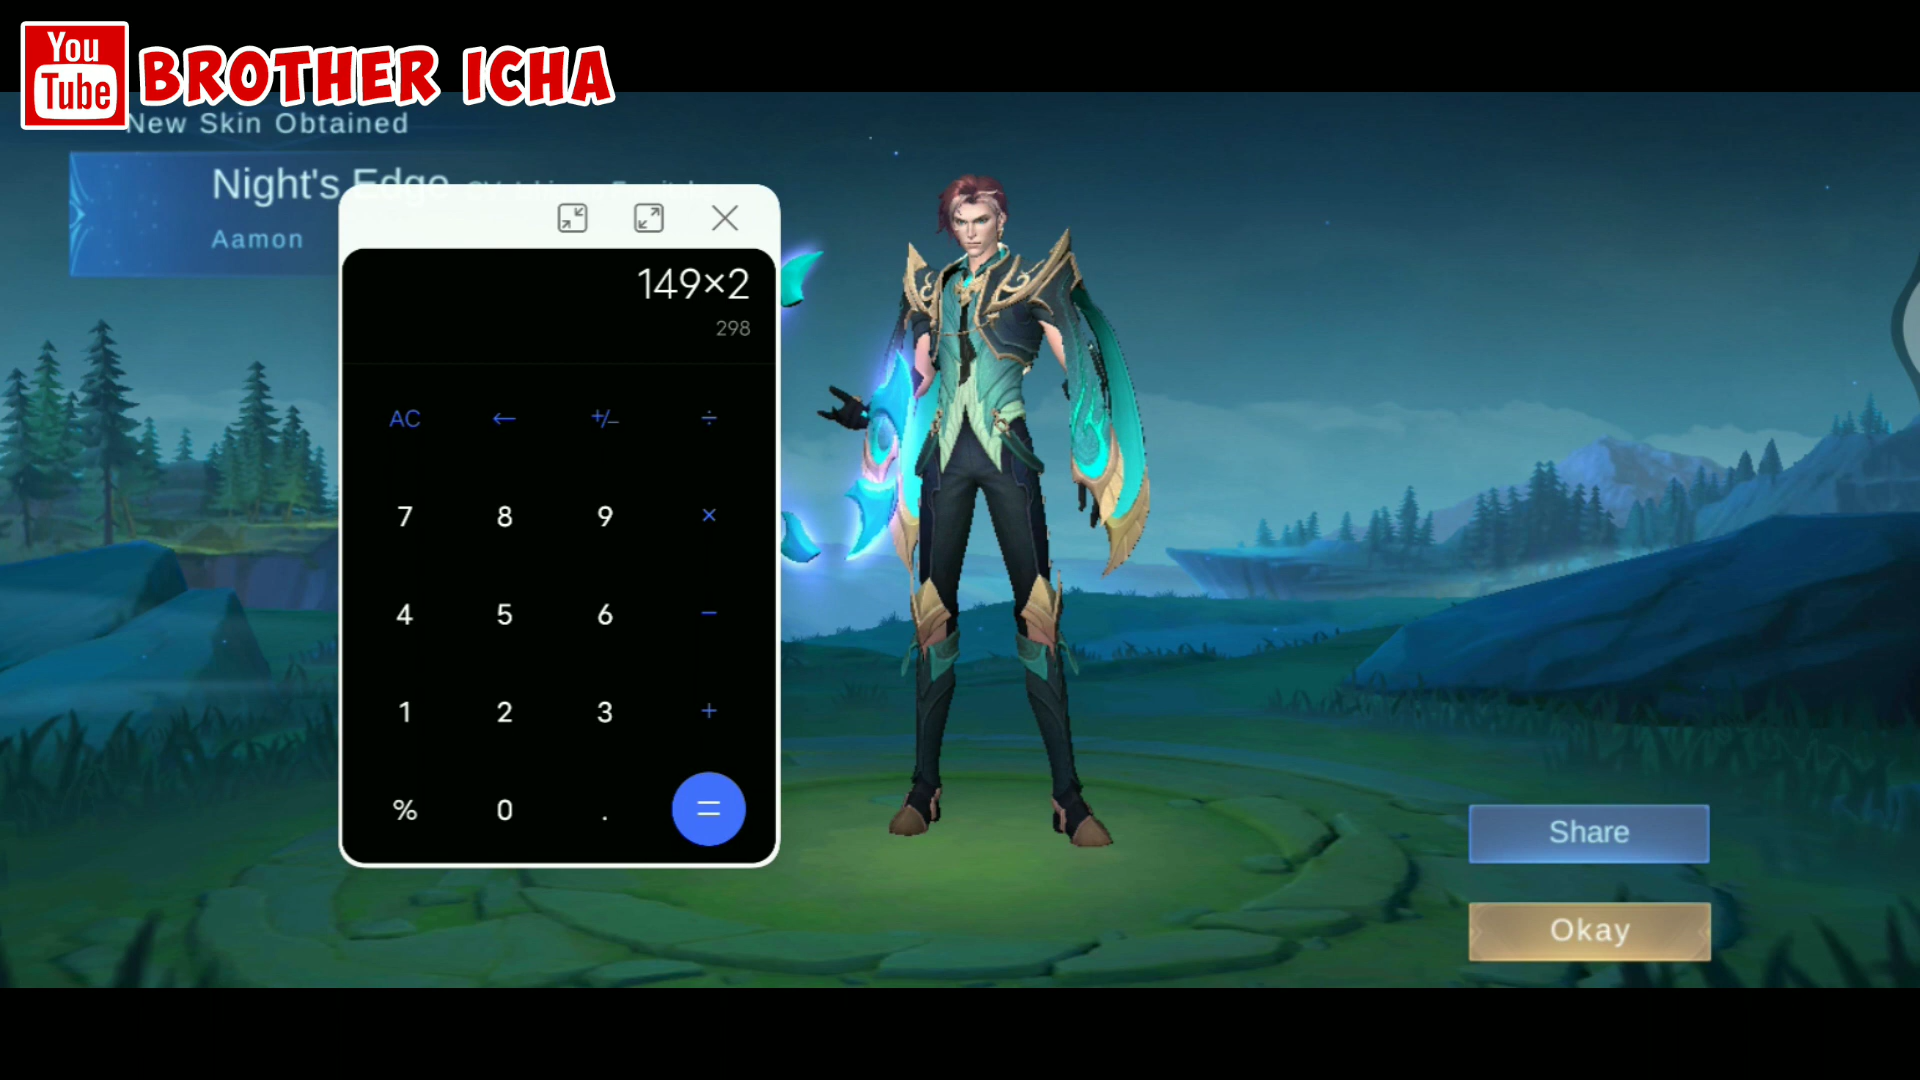 You
Tube
BROTHER ICHA
New Skin Obtained
Night's Edge
Aamon
149×2
298
AC ← +/− ÷
7 8 9 ×
4 5 6 −
1 2 3 +
% 0 . =
Share
Okay